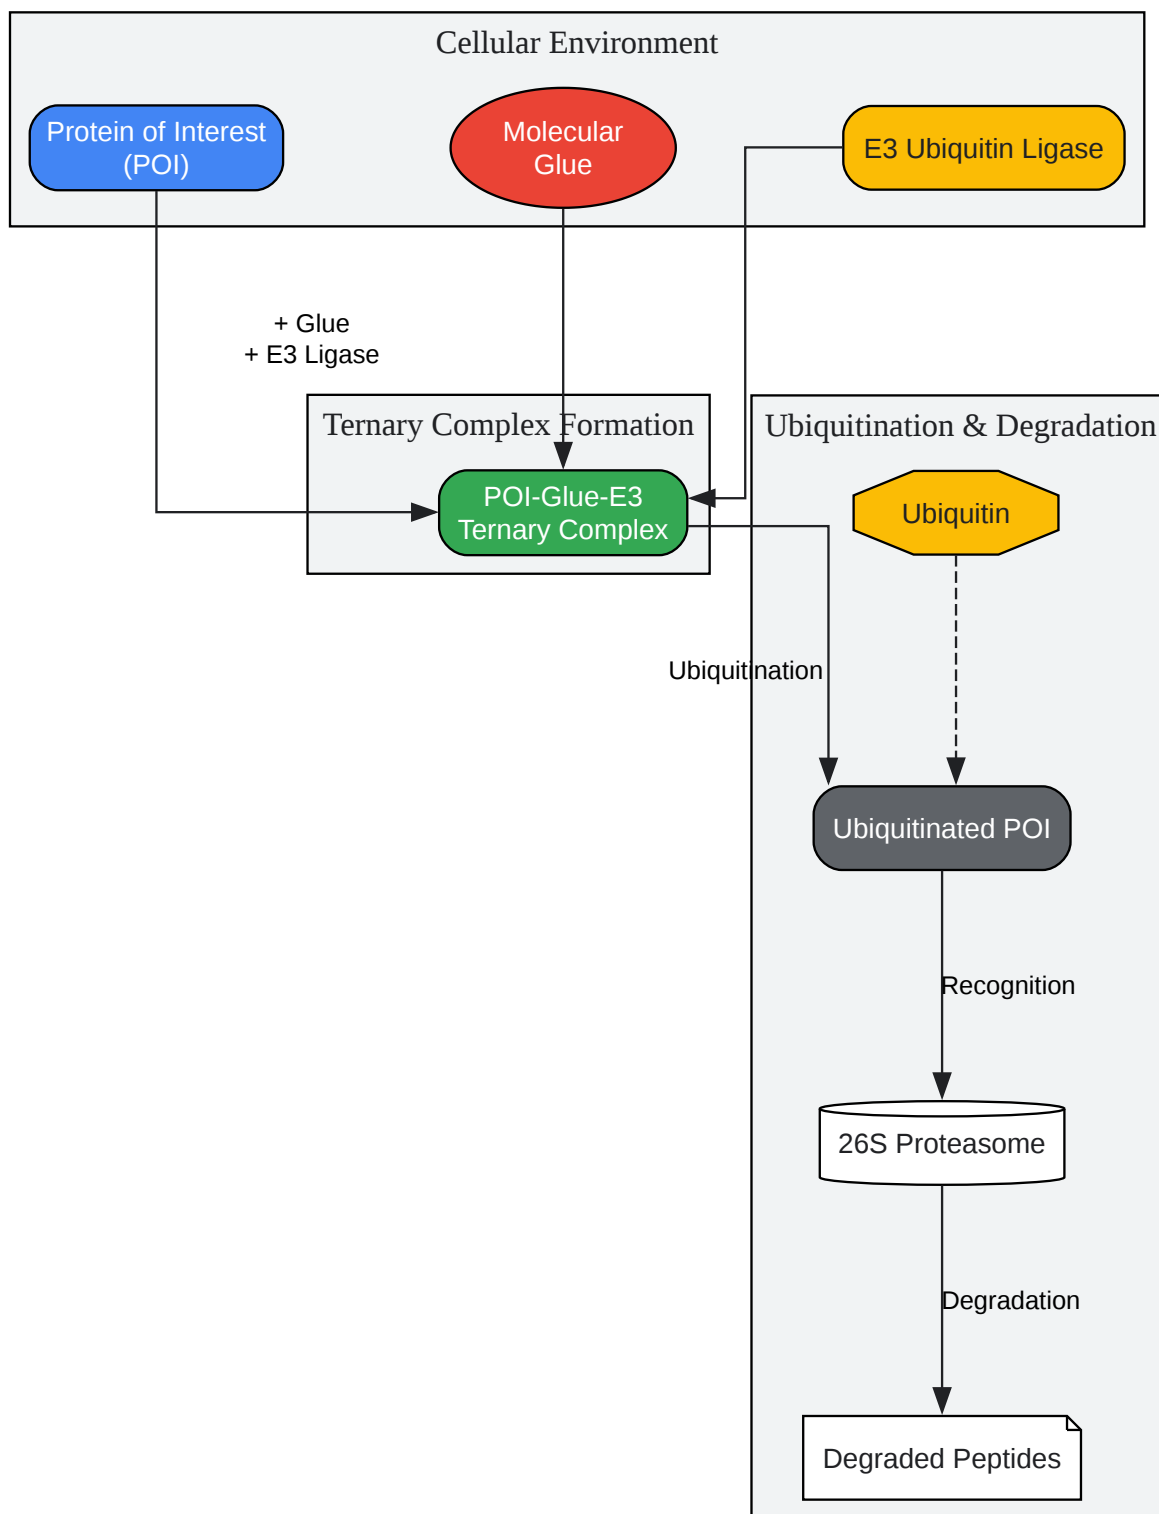 Cellular Environment
Protein of Interest
(POI)
Molecular
Glue
E3 Ubiquitin Ligase
+ Glue
+ E3 Ligase
Ternary Complex Formation
POI-Glue-E3
Ternary Complex
Ubiquitination & Degradation
Ubiquitin
Ubiquitination
Ubiquitinated POI
Recognition
26S Proteasome
Degradation
Degraded Peptides